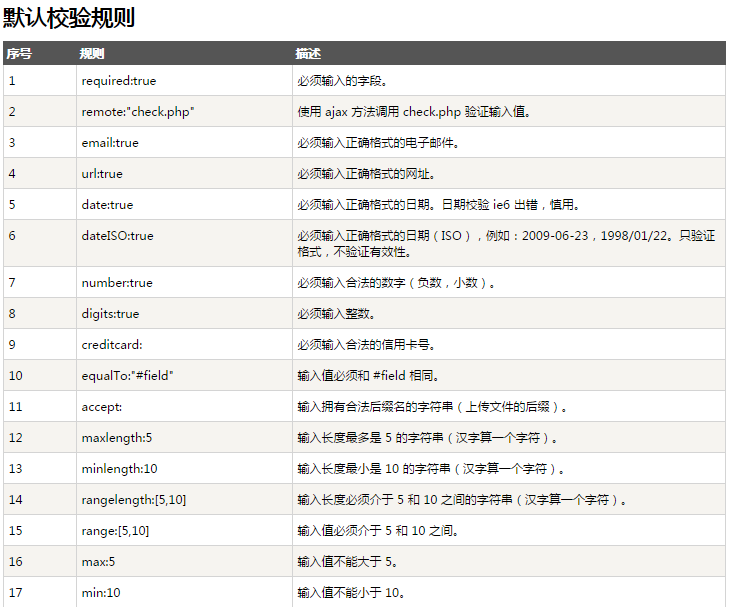 默认校验规则
序号 规则 描述
1 required:true 必须输入的字段。
2 remote:"check.php" 使用 ajax 方法调用 check.php 验证输入值。
3 email:true 必须输入正确格式的电子邮件。
4 url:true 必须输入正确格式的网址。
5 date:true 必须输入正确格式的日期。日期校验 ie6 出错，慎用。
6 dateISO:true 必须输入正确格式的日期（ISO），例如：2009-06-23，1998/01/22。只验证
格式，不验证有效性。
7 number:true 必须输入合法的数字（负数，小数）。
8 digits:true 必须输入整数。
9 creditcard: 必须输入合法的信用卡号。
10 equalTo:"#field" 输入值必须和 #field 相同。
11 accept: 输入拥有合法后缀名的字符串（上传文件的后缀）。
12 maxlength:5 输入长度最多是 5 的字符串（汉字算一个字符）。
13 minlength:10 输入长度最小是 10 的字符串（汉字算一个字符）。
14 rangelength:[5,10] 输入长度必须介于 5 和 10 之间的字符串（汉字算一个字符）。
15 range:[5,10] 输入值必须介于 5 和 10 之间。
16 max:5 输入值不能大于 5。
17 min:10 输入值不能小于 10。